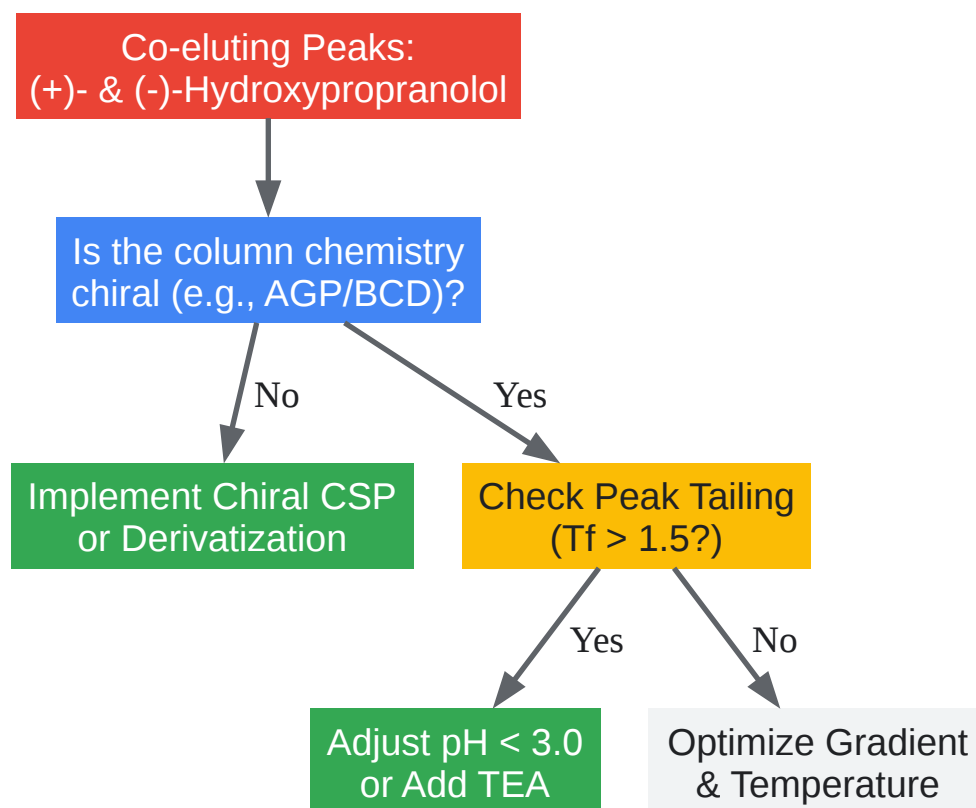 Co-eluting Peaks:
(+)- & (-)-Hydroxypropranolol
Is the column chemistry
chiral (e.g., AGP/BCD)?
No
Yes
Implement Chiral CSP
or Derivatization
Check Peak Tailing
(Tf > 1.5?)
Yes
No
Adjust pH < 3.0
or Add TEA
Optimize Gradient
& Temperature